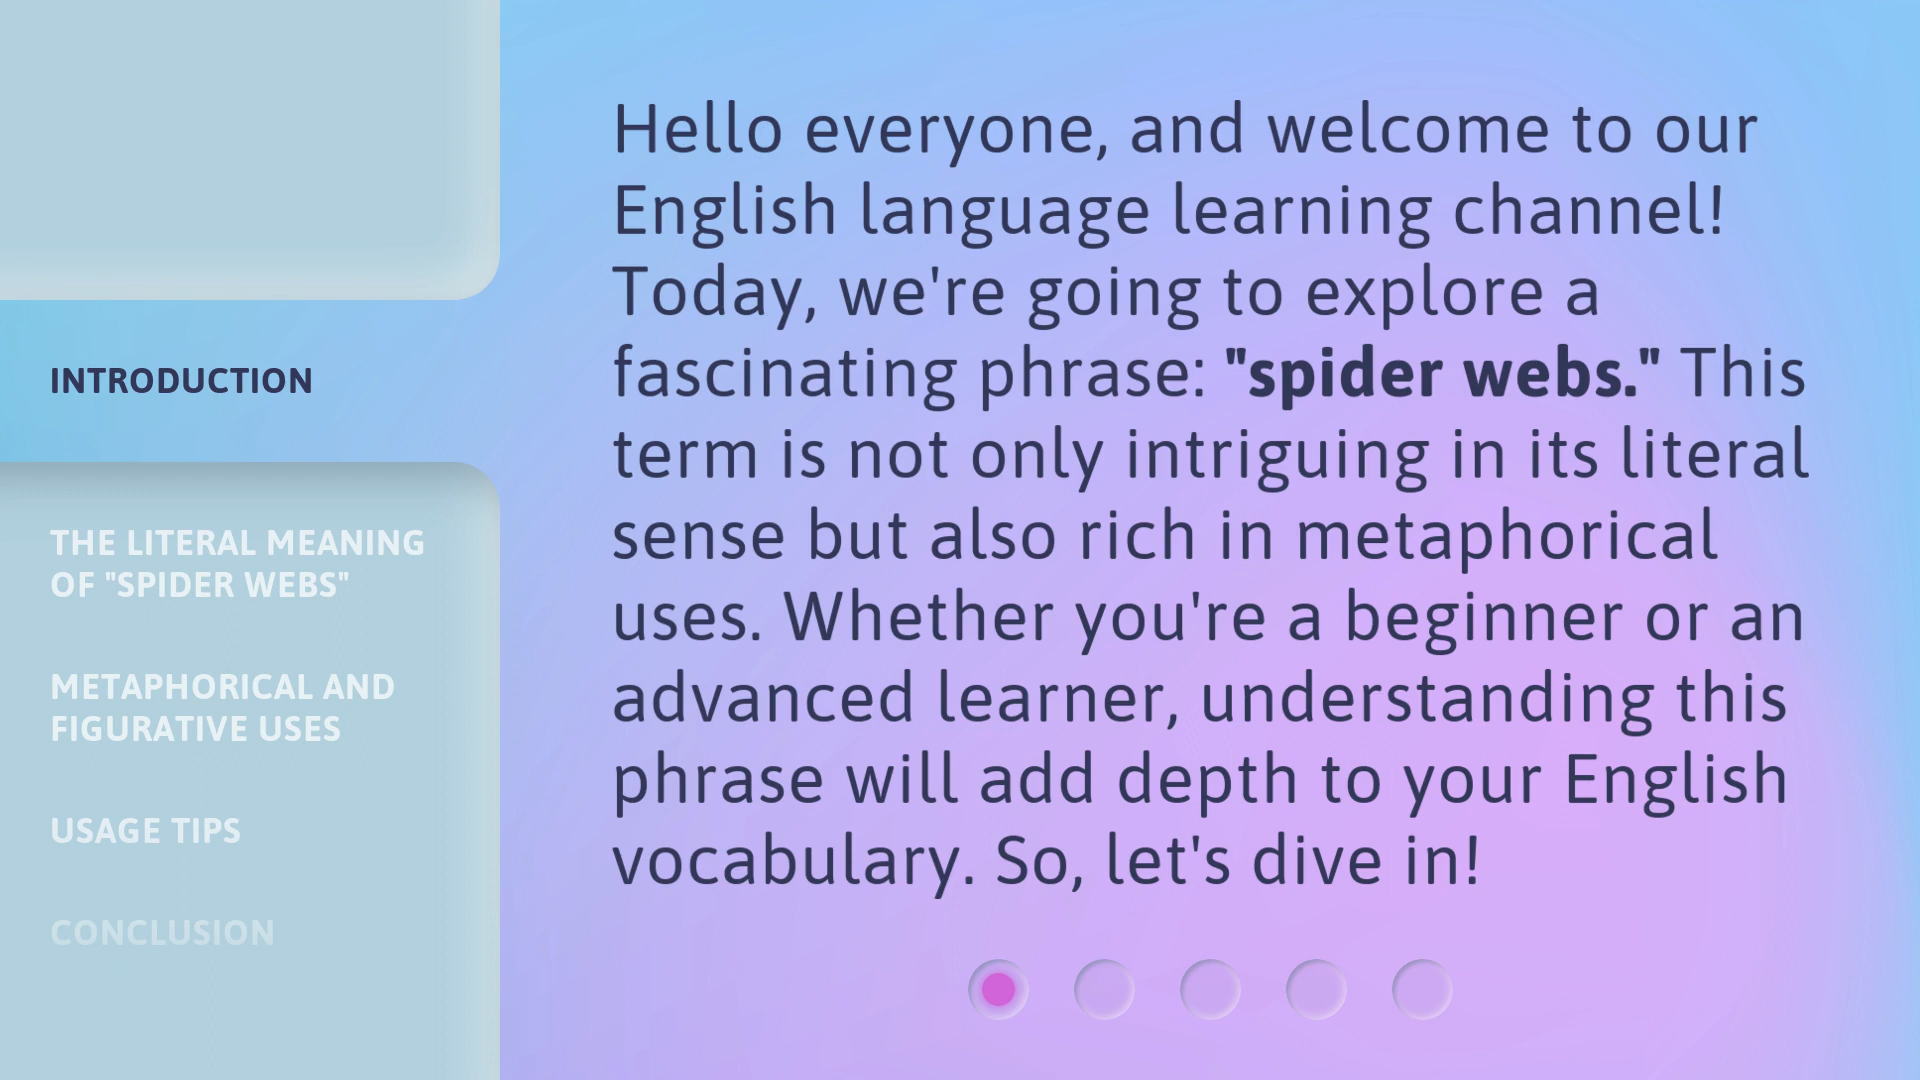 INTRODUCTION
THE LITERAL MEANING
OF "SPIDER WEBS"
METAPHORICAL AND
FIGURATIVE USES
USAGE TIPS
CONCLUSION
Hello everyone, and welcome to our
English language learning channel!
Today, we're going to explore a
fascinating phrase: "spider webs." This
term is not only intriguing in its literal
sense but also rich in metaphorical
uses. Whether you're a beginner or an
advanced learner, understanding this
phrase will add depth to your English
vocabulary. So, let's dive in!